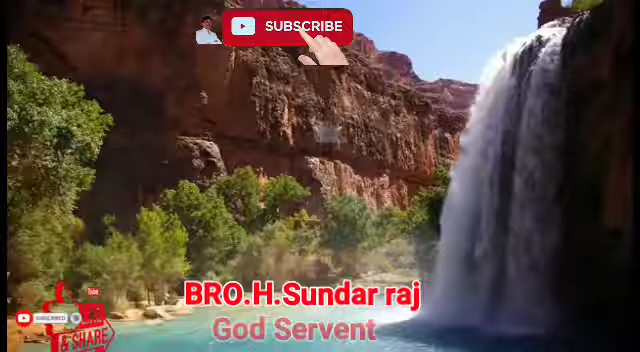 SUBSCRIBE
BRO.H.Sundar raj
God Servent
SUBSCRIBED
& SHARE